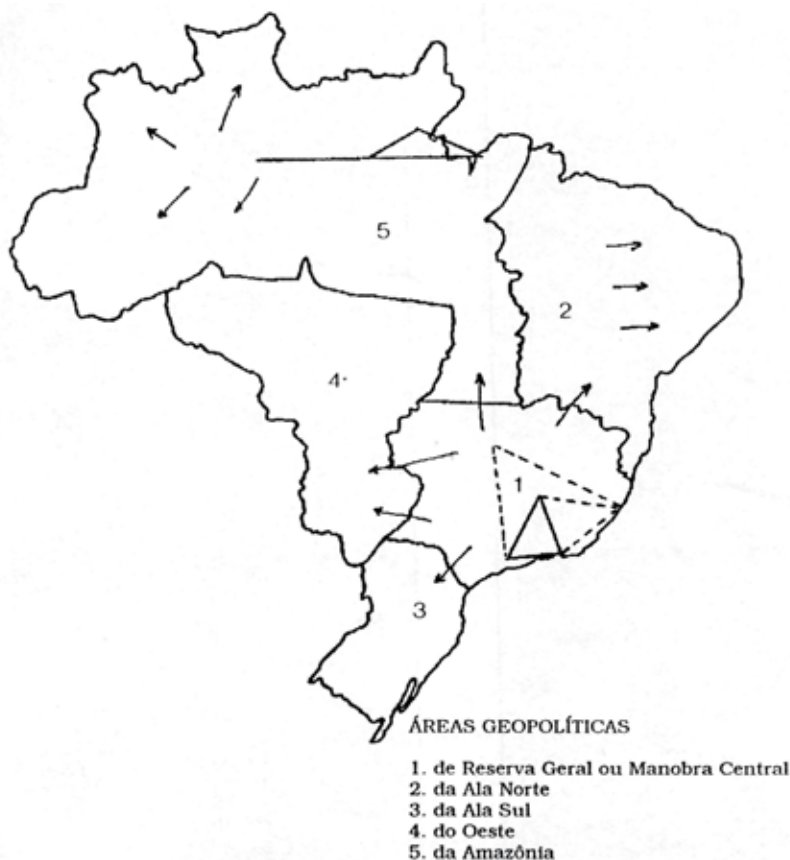 5
2
4.
1
3
ÁREAS GEOPOLÍTICAS
1. de Reserva Geral ou Manobra Central
2. da Ala Norte
3. da Ala Sul
4. do Oeste
5. da Amazônia